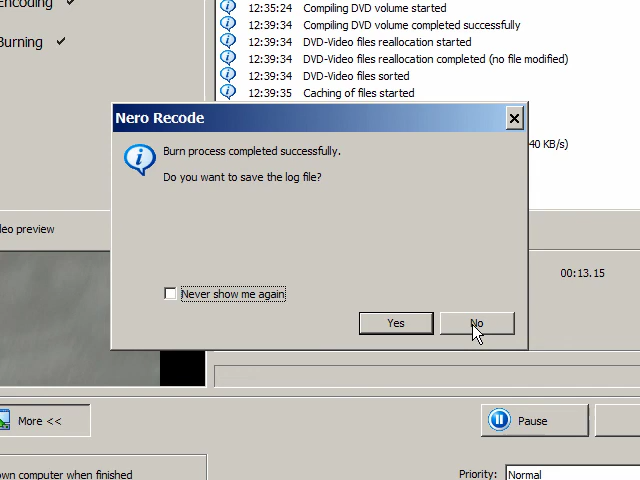 Encoding
Burning
12:35:24 Compiling DVD volume started
12:39:34 Compiling DVD volume completed successfully
12:39:34 DVD-Video files reallocation started
12:39:34 DVD-Video files reallocation completed (no file modified)
12:39:34 DVD-Video files sorted
12:39:35 Caching of files started
40 KB/s)
Nero Recode
Burn process completed successfully.
Do you want to save the log file?
Never show me again
Yes
No
deo preview
00:13.15
More <<
Pause
own computer when finished
Priority:
Normal